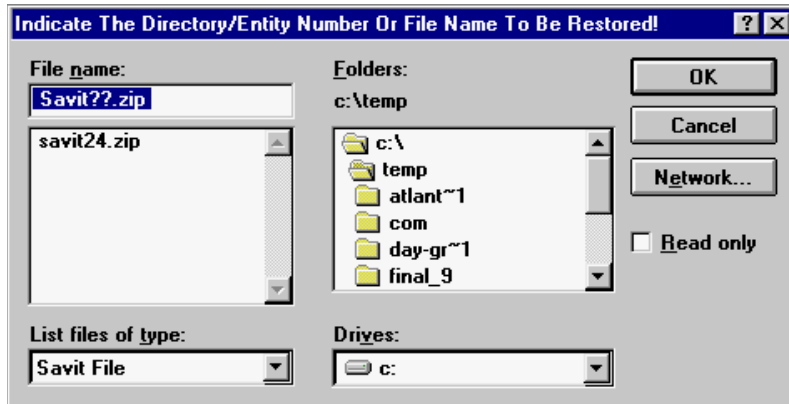 Indicate The Directory/Entity Number Or File Name To Be Restored!
File name:
Savit??.zip
savit24.zip
List files of type:
Savit File
Folders:
c:\temp
c:\
temp
atlant~1
com
day-gr~1
final_9
Drives:
c:
OK
Cancel
Network...
Read only